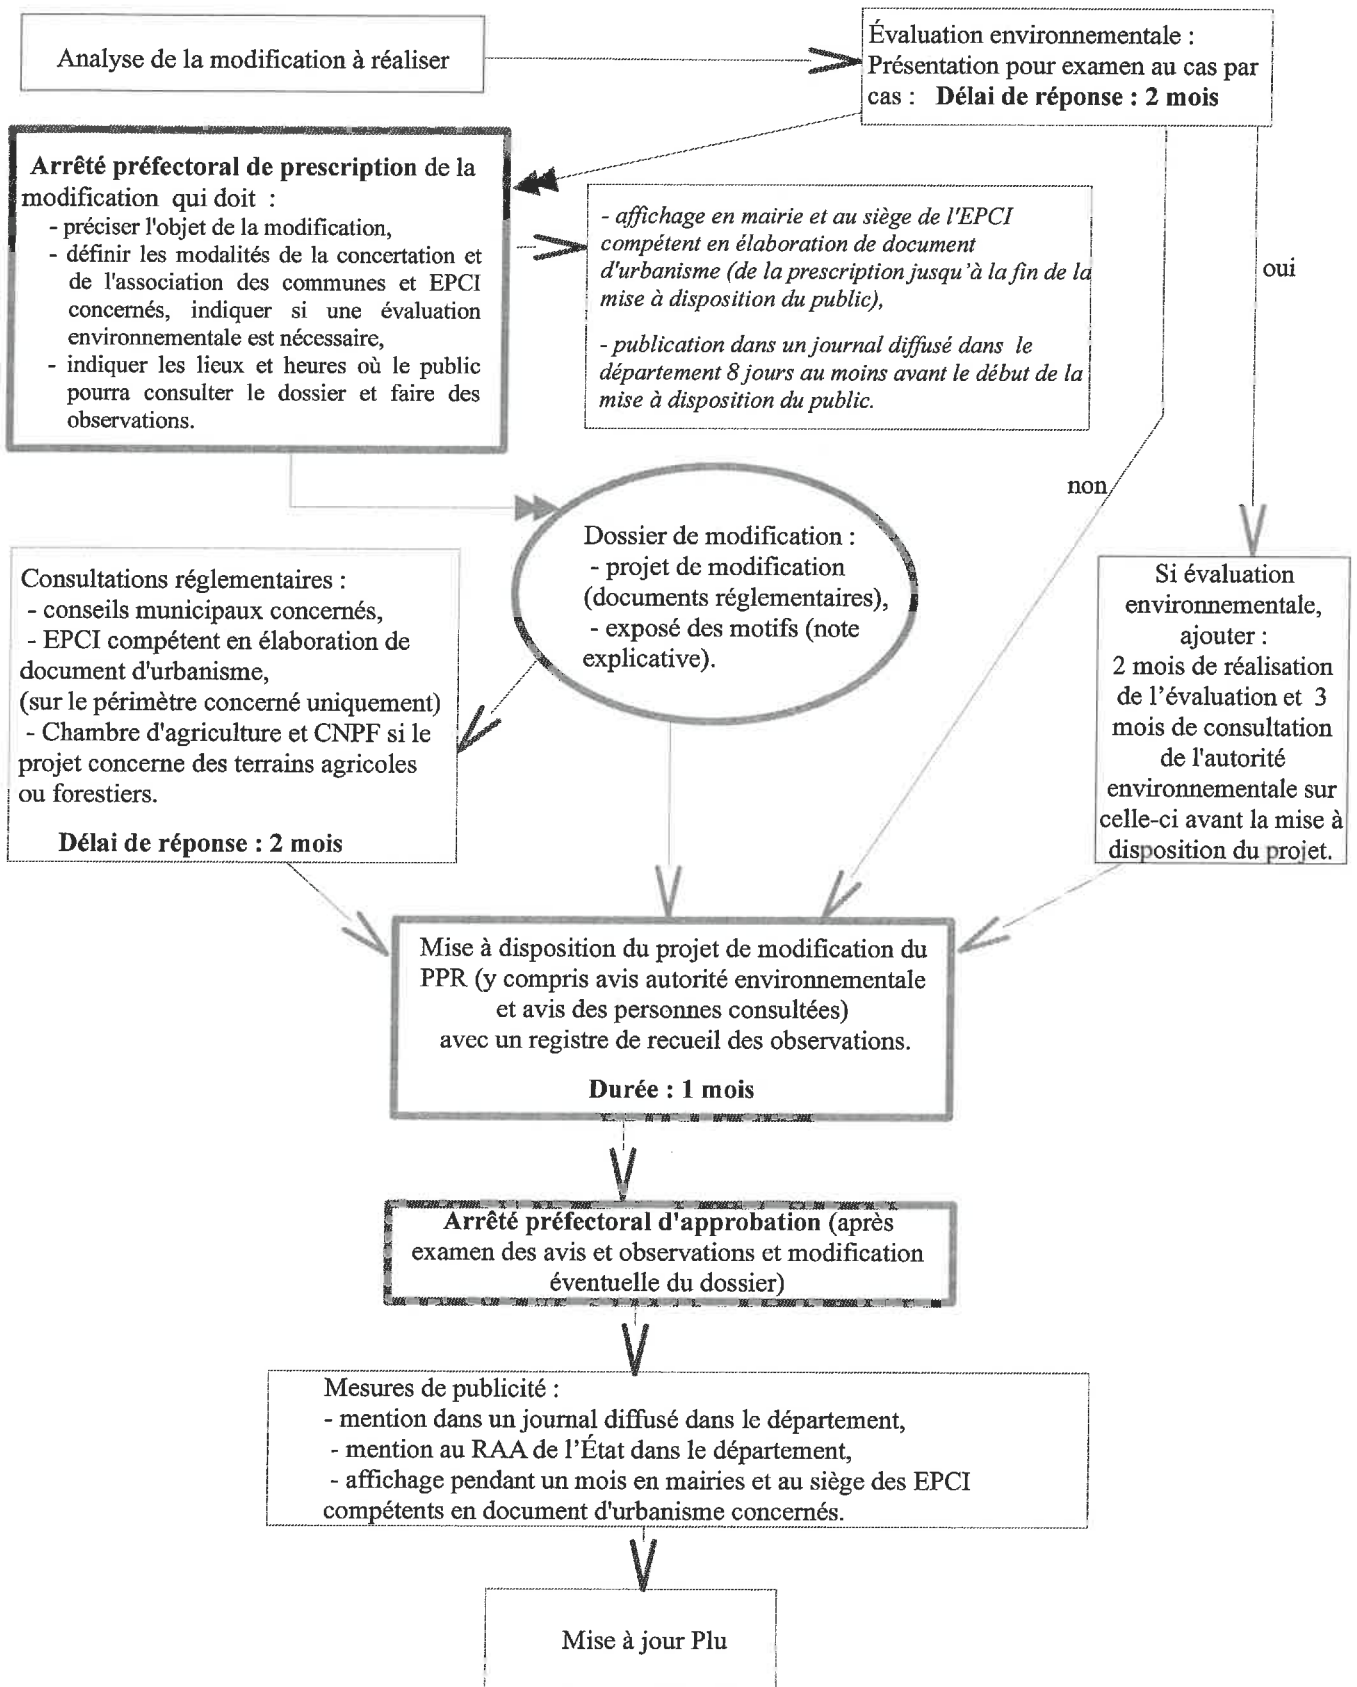 Analyse de la modification à réaliser
Évaluation environnementale :
Présentation pour examen au cas par
cas : Délai de réponse : 2 mois
Arrêté préfectoral de prescription de la
modification qui doit :
- préciser l'objet de la modification,
- définir les modalités de la concertation et
de l'association des communes et EPCI
concernés, indiquer si une évaluation
environnementale est nécessaire,
- indiquer les lieux et heures où le public
pourra consulter le dossier et faire des
observations.
- affichage en mairie et au siège de l'EPCI
compétent en élaboration de document
d'urbanisme (de la prescription jusqu'à la fin de la
mise à disposition du public),
- publication dans un journal diffusé dans le
département 8 jours au moins avant le début de la
mise à disposition du public.
oui
non
Dossier de modification :
- projet de modification
(documents réglementaires),
- exposé des motifs (note
explicative).
Consultations réglementaires :
- conseils municipaux concernés,
- EPCI compétent en élaboration de
document d'urbanisme,
(sur le périmètre concerné uniquement)
- Chambre d'agriculture et CNPF si le
projet concerne des terrains agricoles
ou forestiers.
Délai de réponse : 2 mois
Si évaluation
environnementale,
ajouter :
2 mois de réalisation
de l'évaluation et 3
mois de consultation
de l'autorité
environnementale sur
celle-ci avant la mise à
disposition du projet.
Mise à disposition du projet de modification du
PPR (y compris avis autorité environnementale
et avis des personnes consultées)
avec un registre de recueil des observations.
Durée : 1 mois
Arrêté préfectoral d'approbation (après
examen des avis et observations et modification
éventuelle du dossier)
Mesures de publicité :
- mention dans un journal diffusé dans le département,
- mention au RAA de l'État dans le département,
- affichage pendant un mois en mairies et au siège des EPCI
compétents en document d'urbanisme concernés.
Mise à jour Plu